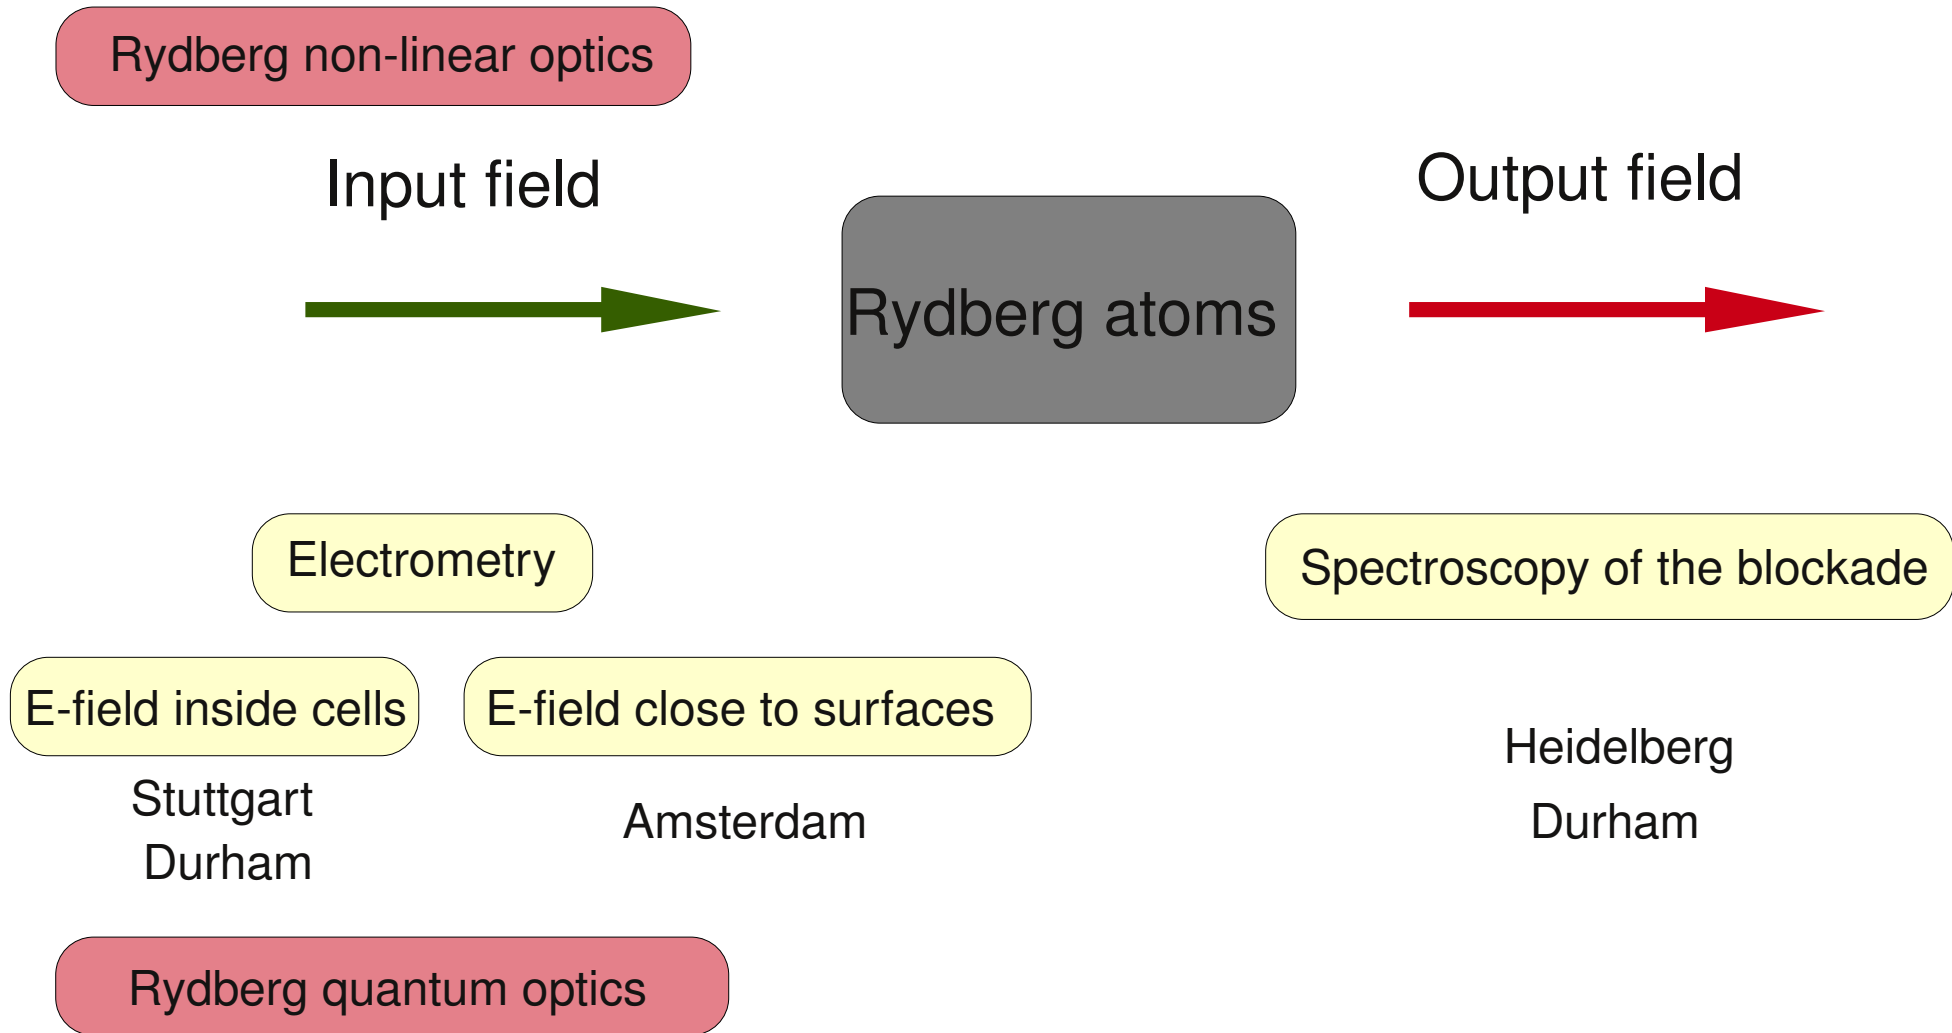 Rydberg non-linear optics
Input field
Output field
Rydberg atoms
Electrometry
Spectroscopy of the blockade
E-field inside cells
E-field close to surfaces
Stuttgart
Durham
Amsterdam
Heidelberg
Durham
Rydberg quantum optics